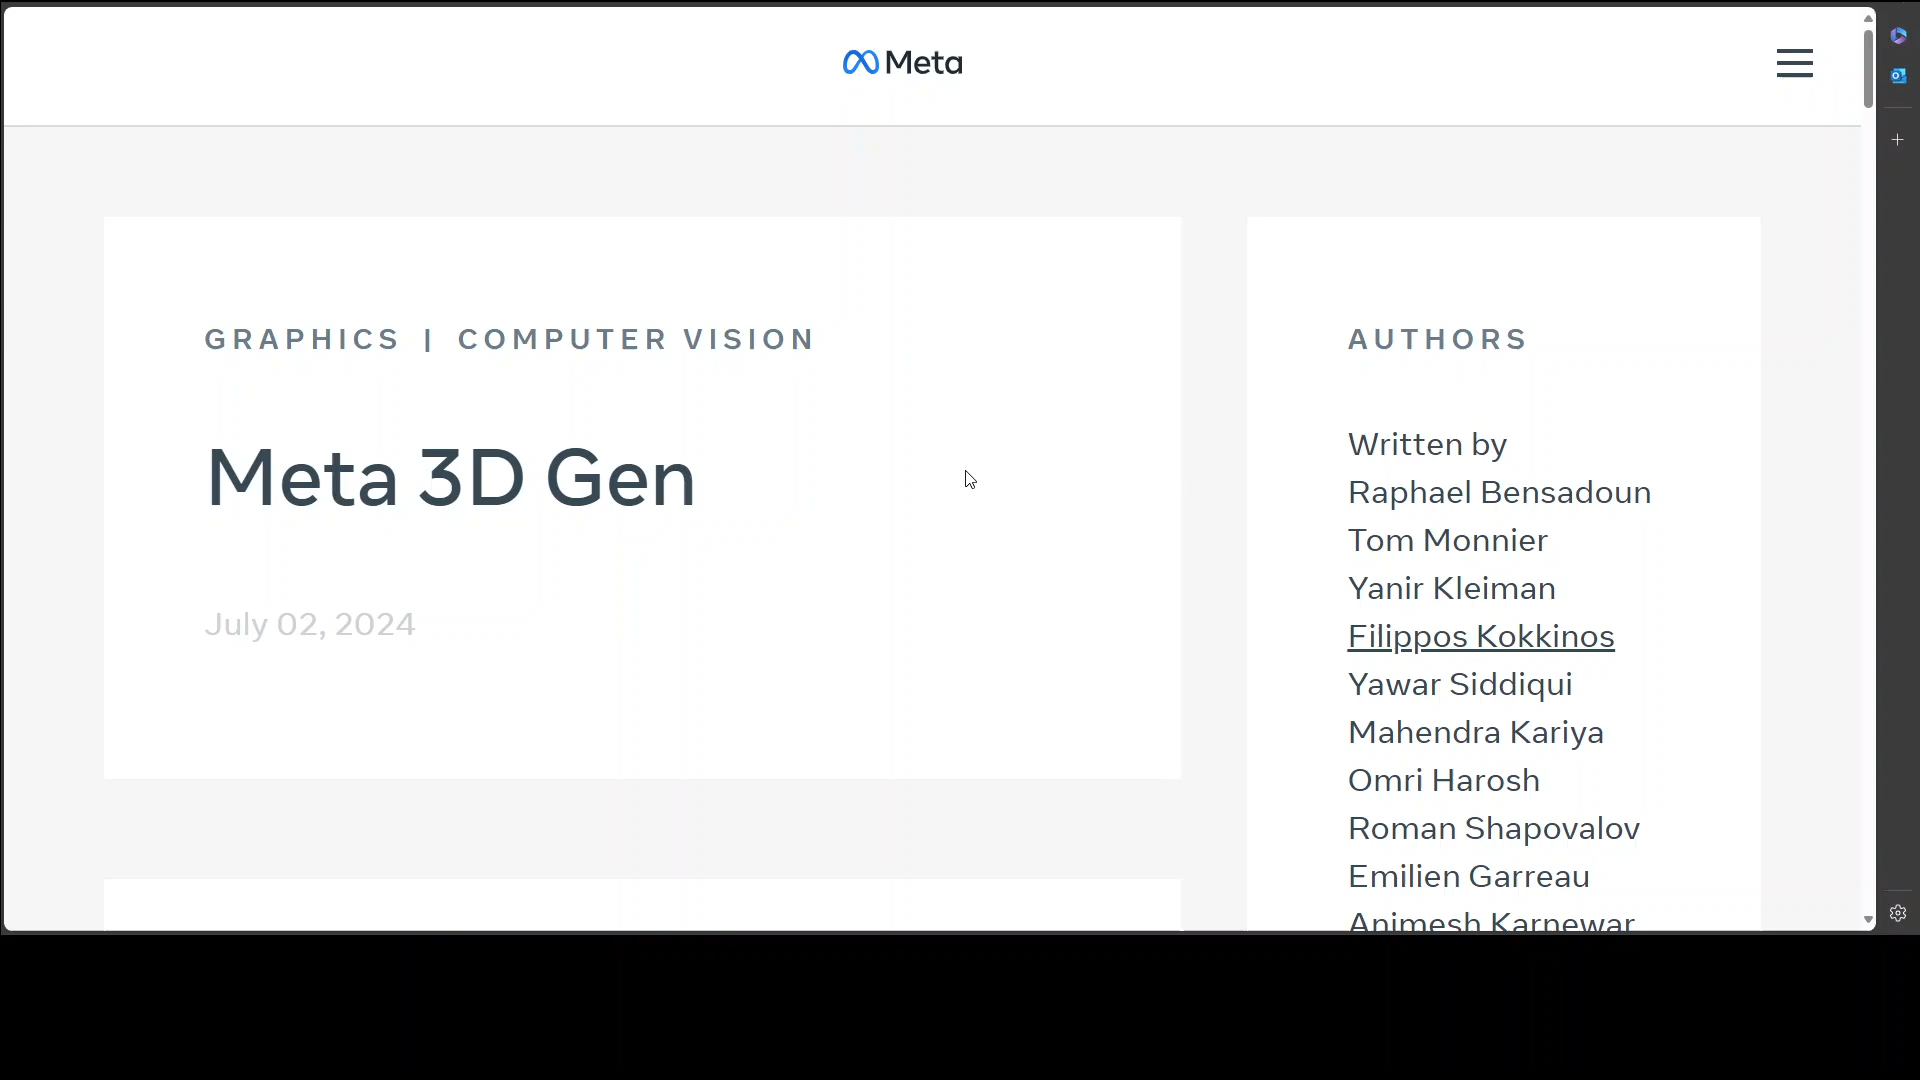 Meta
GRAPHICS | COMPUTER VISION
Meta 3D Gen
July 02, 2024
AUTHORS
Written by
Raphael Bensadoun
Tom Monnier
Yanir Kleiman
Filippos Kokkinos
Yawar Siddiqui
Mahendra Kariya
Omri Harosh
Roman Shapovalov
Emilien Garreau
Animesh Karnewar